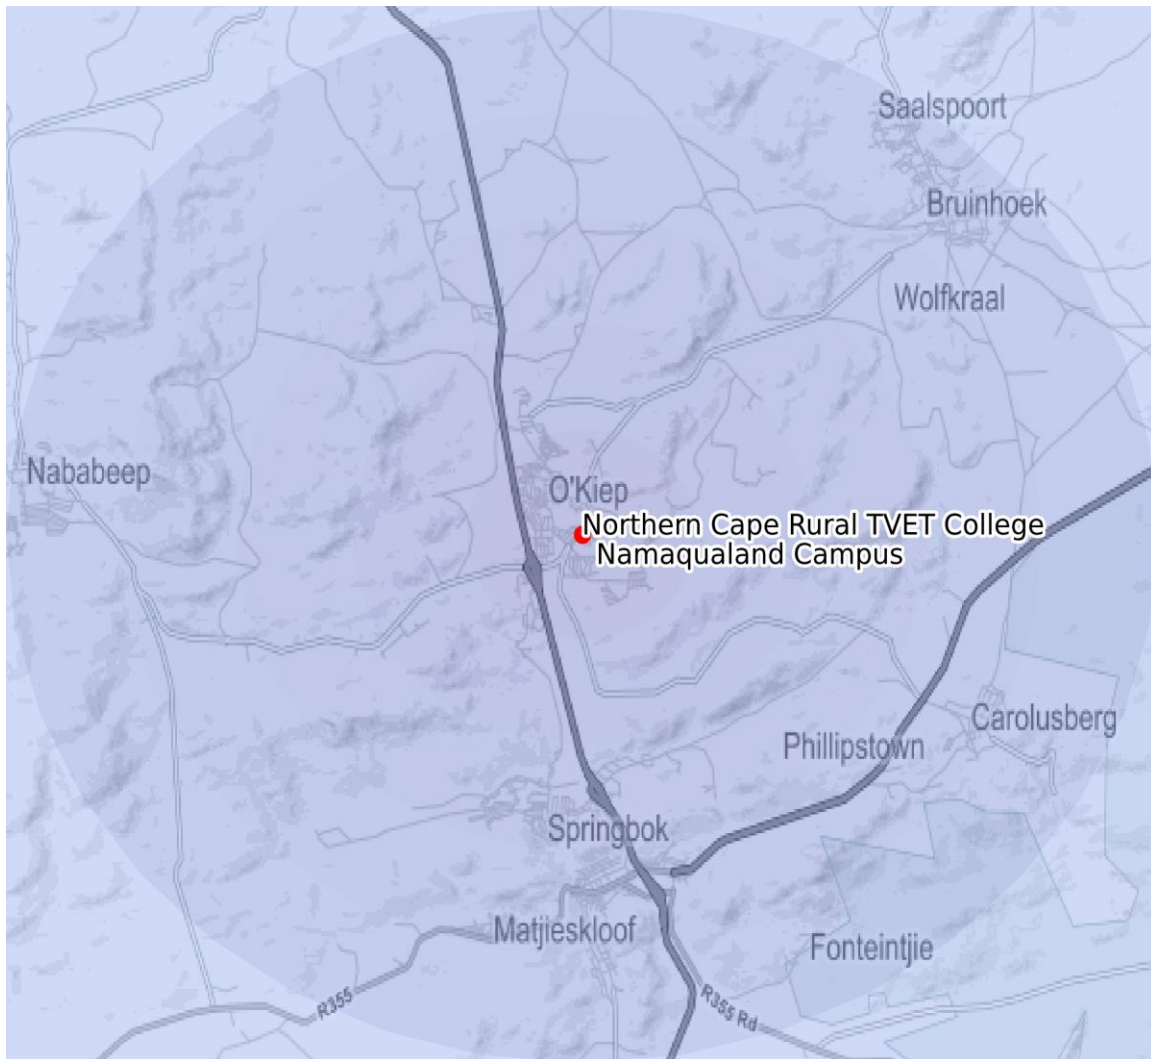 Saalspoort
Bruinhoek
Wolfkraal
Nababeep
O'Kiep
Northern Cape Rural TVET College
Namaqualand Campus
Carolusberg
Phillipstown
Springbok
Matjieskloof
Fonteintjie
R355
R355 Rd